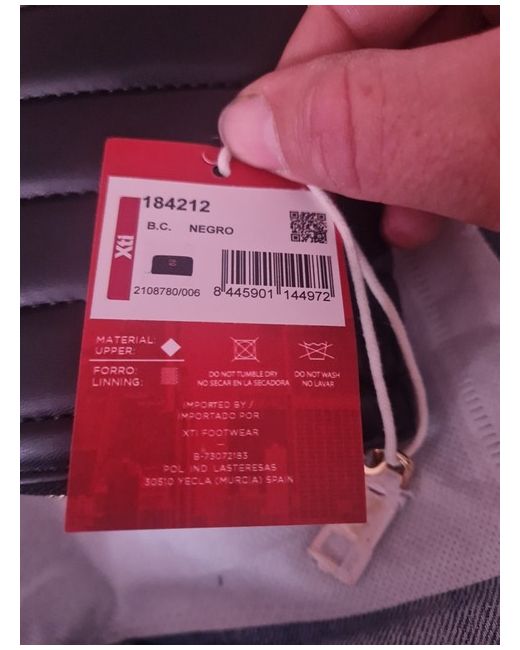 184212
B.C. NEGRO
Xti
2108780/006
8 445901 144972
MATERIAL:
UPPER:
FORRO:
LINNING:
DO NOT TUMBLE DRY
NO SECAR EN LA SECADORA
DO NOT WASH
NO LAVAR
IMPORTED BY /
IMPORTADO POR
XTI FOOTWEAR
B-73072183
POL. IND. LASTERESAS
30510 YECLA (MURCIA) SPAIN